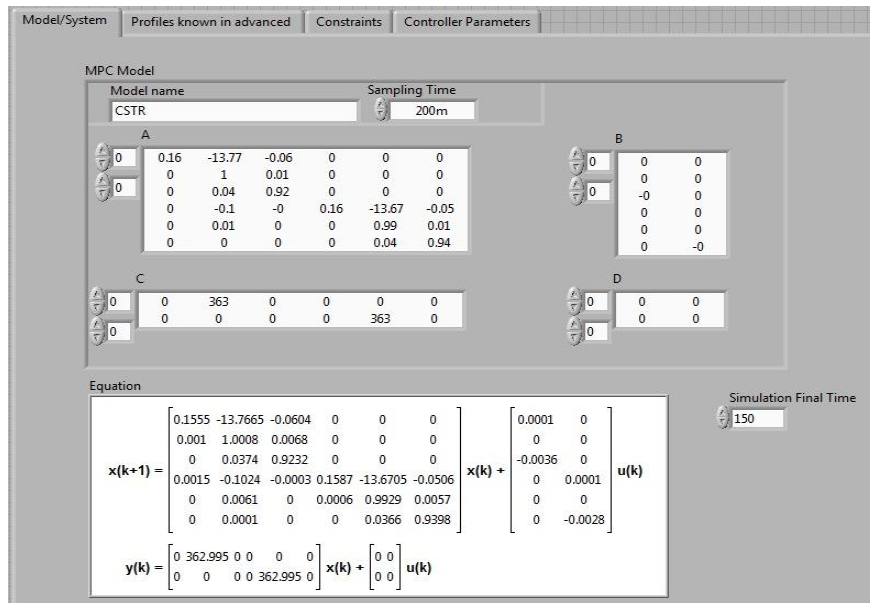 Model/System Profiles known in advanced Constraints Controller Parameters
MPC Model
Model name Sampling Time
CSTR 200m
A B
0 0.16 -13.77 -0.06 0 0 0 0 0 0
0 0 1 0.01 0 0 0 0 0 0
0 0.04 0.92 0 0 0 -0 0
0 -0.1 -0 0.16 -13.67 -0.05 0 0
0 0.01 0 0 0.99 0.01 0 0
0 0 0 0 0.04 0.94 0 -0
C D
0 0 363 0 0 0 0 0 0 0
0 0 0 0 0 363 0 0 0 0
Equation
Simulation Final Time
150
0.1555 -13.7665 -0.0604 0 0 0 0.0001 0
0.001 1.0008 0.0068 0 0 0 0 0
0 0.0374 0.9232 0 0 0 -0.0036 0
x(k+1) = 0.0015 -0.1024 -0.0003 0.1587 -13.6705 -0.0506 x(k) + 0 0.0001 u(k)
0 0.0061 0 0.0006 0.9929 0.0057 0 0
0 0.0001 0 0 0.0366 0.9398 0 -0.0028
y(k) = 0 362.995 0 0 0 0 x(k) + 0 0 u(k)
0 0 0 0 362.995 0 0 0